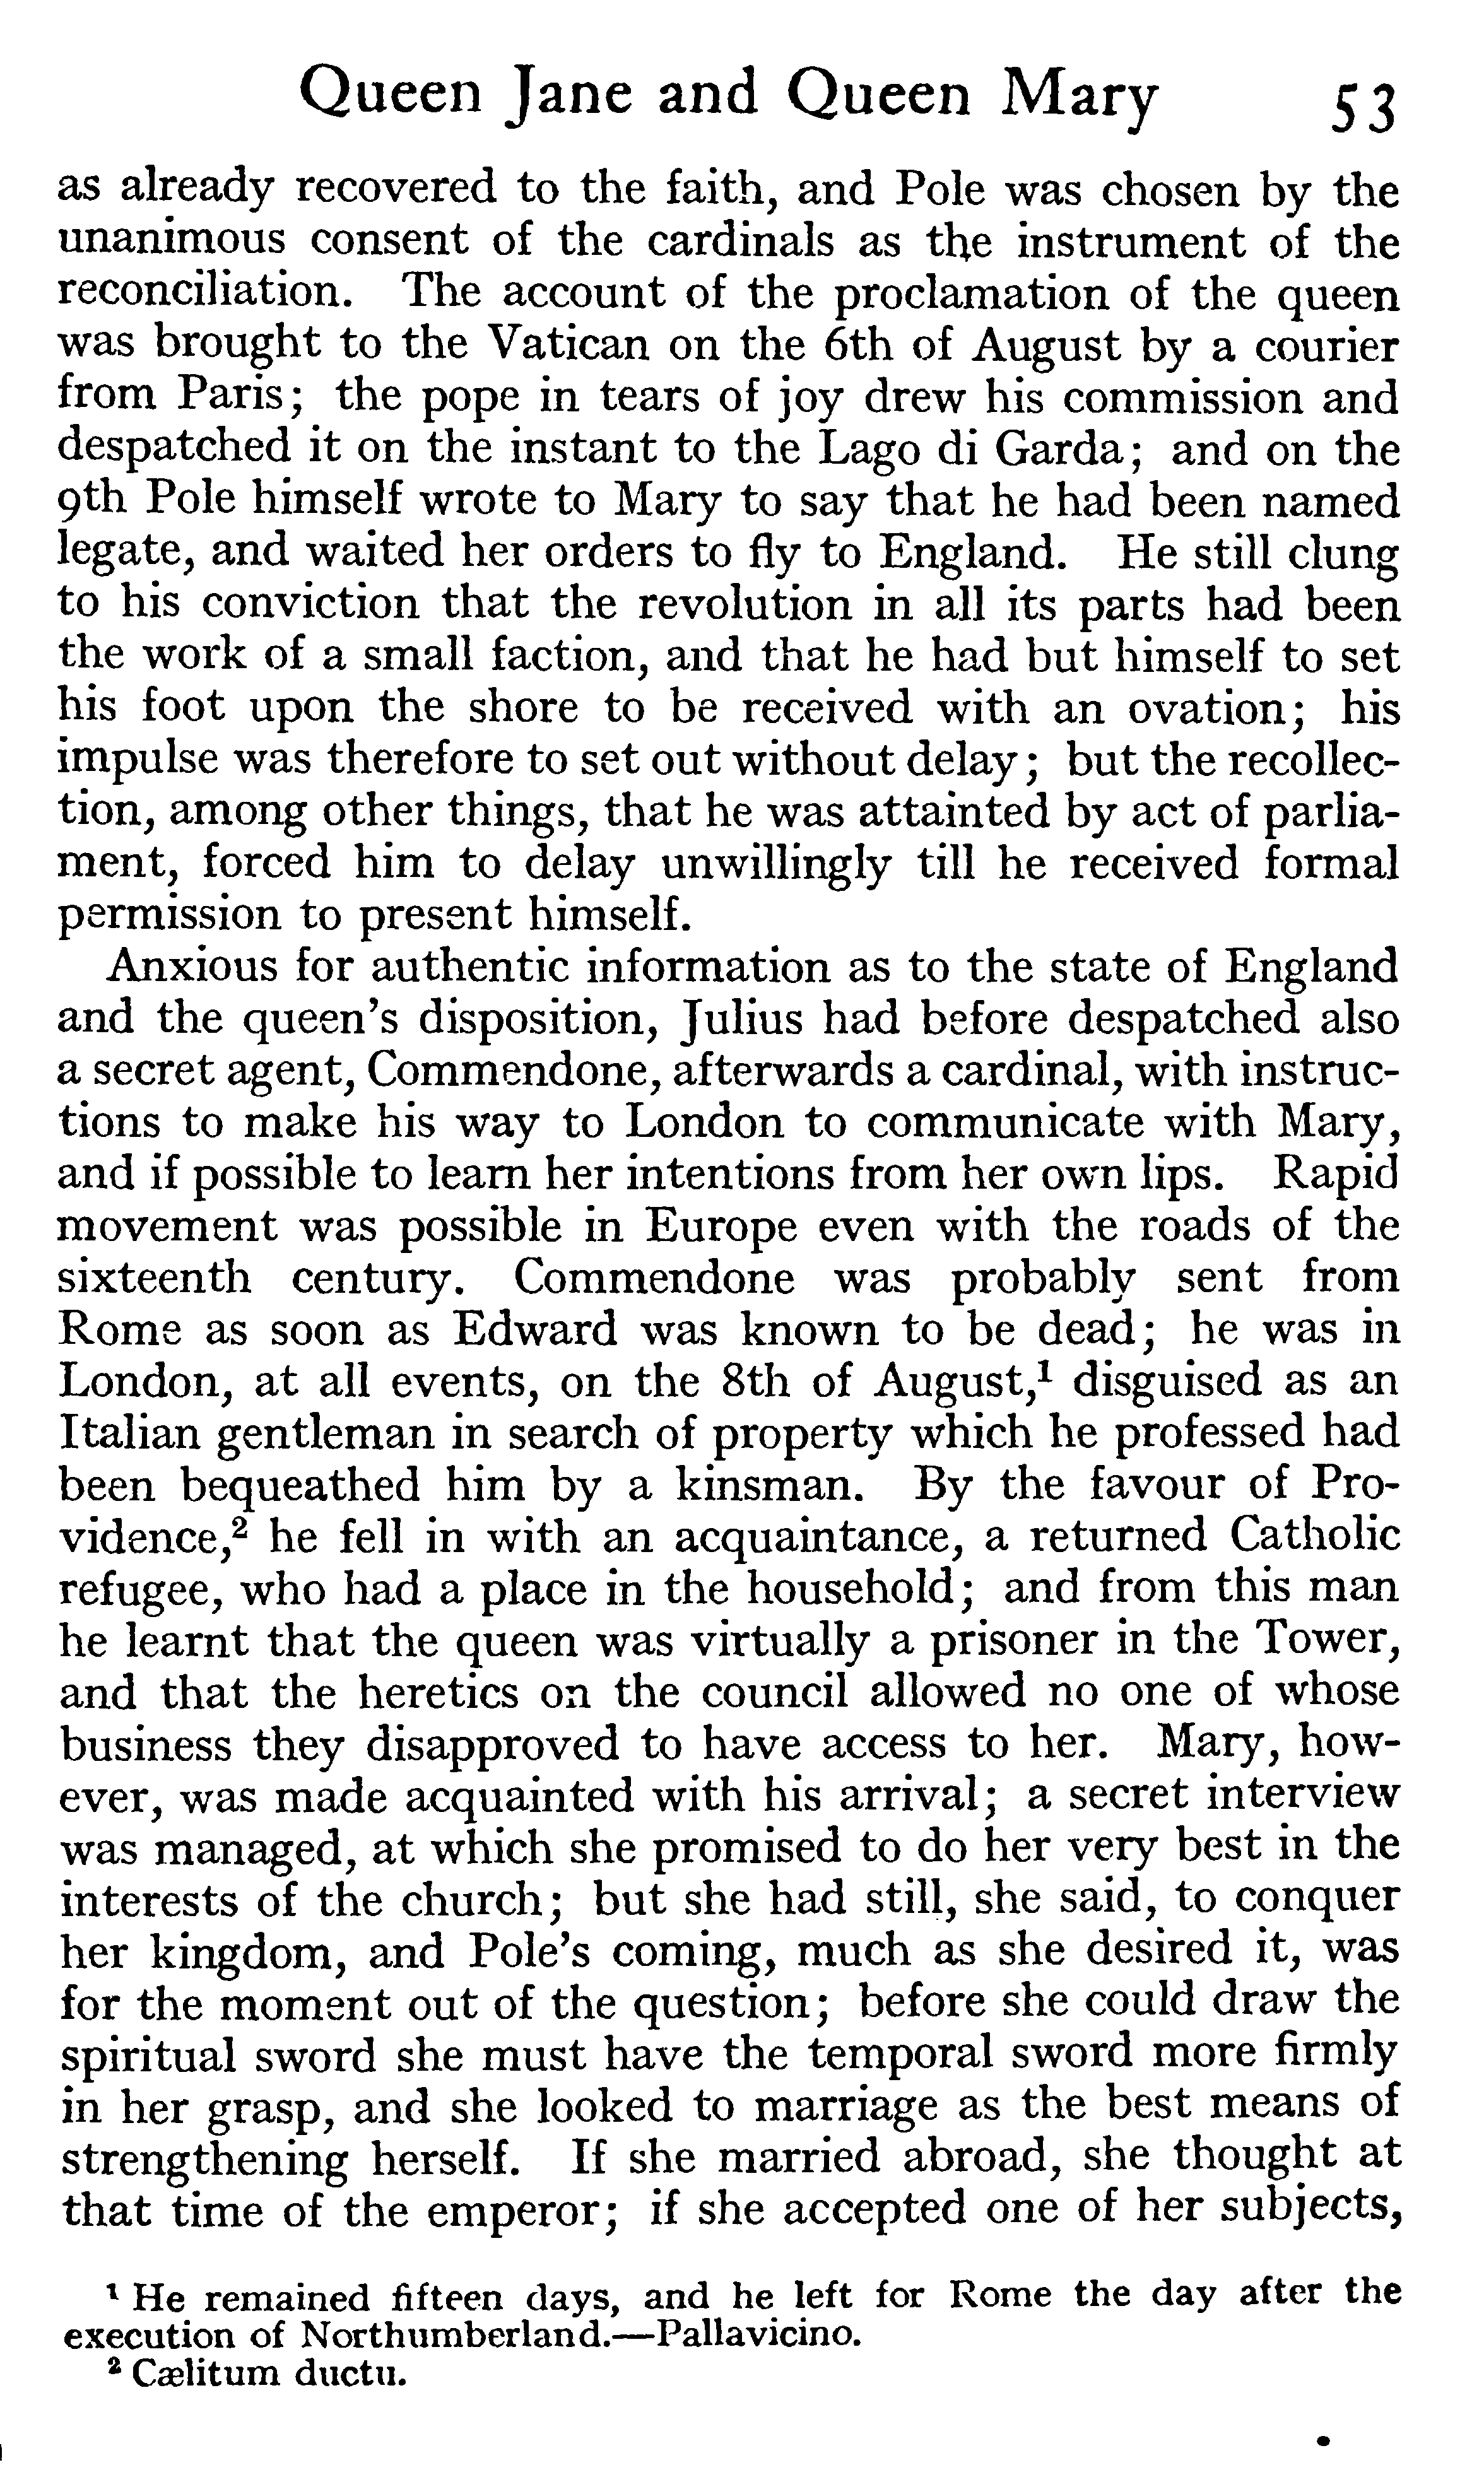 Queen Jane and Queen Mary 53
as already recovered to the faith, and Pole was chosen by the
unanimous consent of the cardinals as the instrument of the
reconciliation. The account of the proclamation of the queen
was brought to the Vatican on the 6th of August by a courier
from Paris; the pope in tears of joy drew his commission and
despatched it on the instant to the Lago di Garda; and on the
9th Pole himself wrote to Mary to say that he had been named
legate, and waited her orders to fly to England. He still clung
to his conviction that the revolution in all its parts had been
the work of a small faction, and that he had but himself to set
his foot upon the shore to be received with an ovation; his
impulse was therefore to set out without delay; but the recollec-
tion, among other things, that he was attainted by act of parlia-
ment, forced him to delay unwillingly till he received formal
permission to present himself.
Anxious for authentic information as to the state of England
and the queen's disposition, Julius had before despatched also
a secret agent, Commendone, afterwards a cardinal, with instruc-
tions to make his way to London to communicate with Mary,
and if possible to learn her intentions from her own lips. Rapid
movement was possible in Europe even with the roads of the
sixteenth century. Commendone was probably sent from
Rome as soon as Edward was known to be dead; he was in
London, at all events, on the 8th of August,¹ disguised as an
Italian gentleman in search of property which he professed had
been bequeathed him by a kinsman. By the favour of Pro-
vidence,² he fell in with an acquaintance, a returned Catholic
refugee, who had a place in the household; and from this man
he learnt that the queen was virtually a prisoner in the Tower,
and that the heretics on the council allowed no one of whose
business they disapproved to have access to her. Mary, how-
ever, was made acquainted with his arrival; a secret interview
was managed, at which she promised to do her very best in the
interests of the church; but she had still, she said, to conquer
her kingdom, and Pole's coming, much as she desired it, was
for the moment out of the question; before she could draw the
spiritual sword she must have the temporal sword more firmly
in her grasp, and she looked to marriage as the best means of
strengthening herself. If she married abroad, she thought at
that time of the emperor; if she accepted one of her subjects,
¹ He remained fifteen days, and he left for Rome the day after the
execution of Northumberland.—Pallavicino.
² Cælitum ductu.